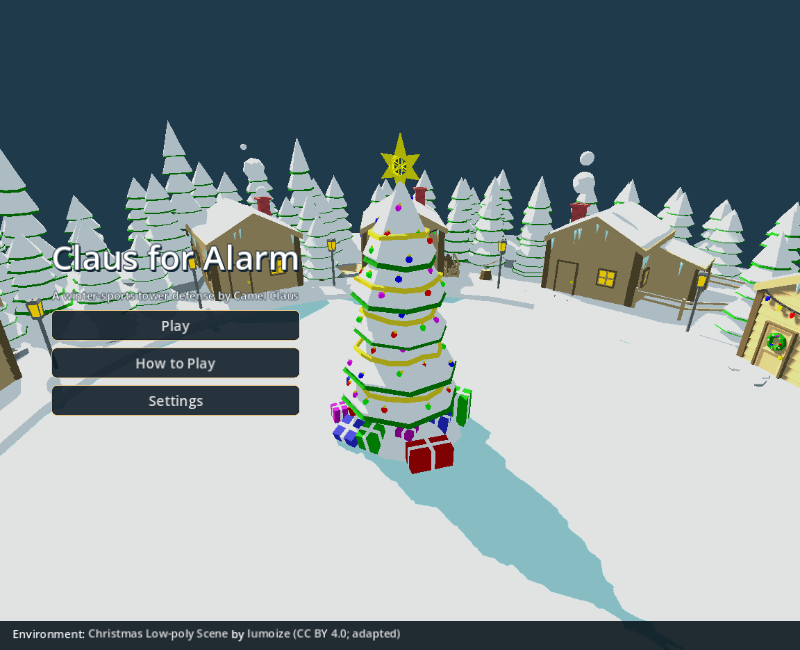 Claus for Alarm
A winter sports tower defense by Camel Claus
Play
How to Play
Settings
Environment: Christmas Low-poly Scene by lumoize (CC BY 4.0; adapted)